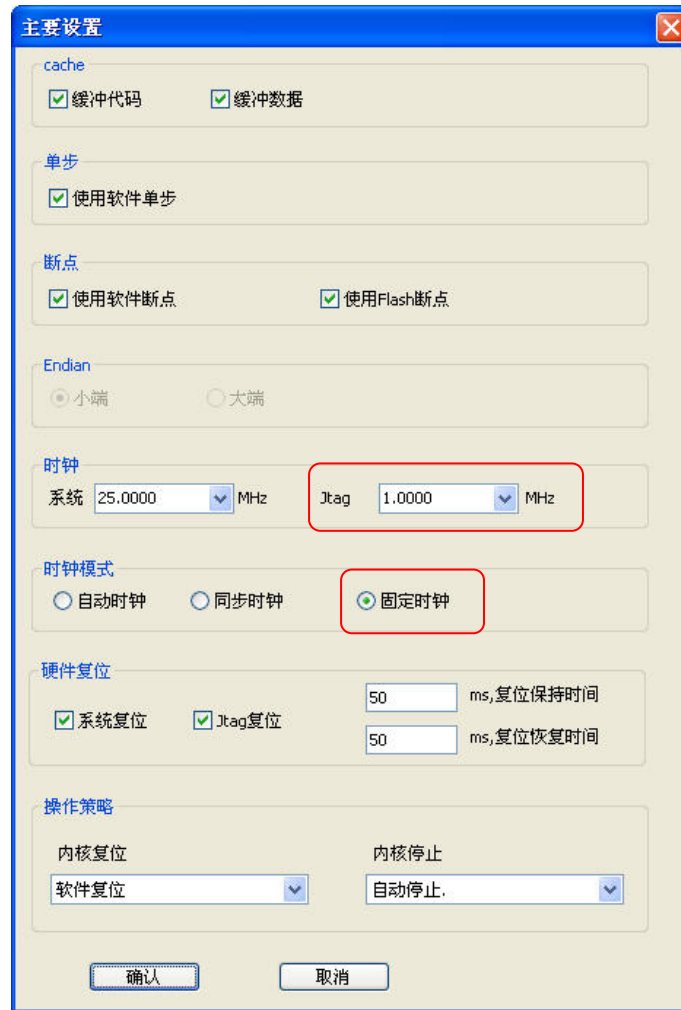 主要设置
cache
缓冲代码 缓冲数据
单步
使用软件单步
断点
使用软件断点 使用Flash断点
Endian
小端 大端
时钟
系统 25.0000 MHz Jtag 1.0000 MHz
时钟模式
自动时钟 同步时钟 固定时钟
硬件复位
系统复位 Jtag复位
50 ms,复位保持时间
50 ms,复位恢复时间
操作策略
内核复位 内核停止
软件复位 自动停止.
确认 取消